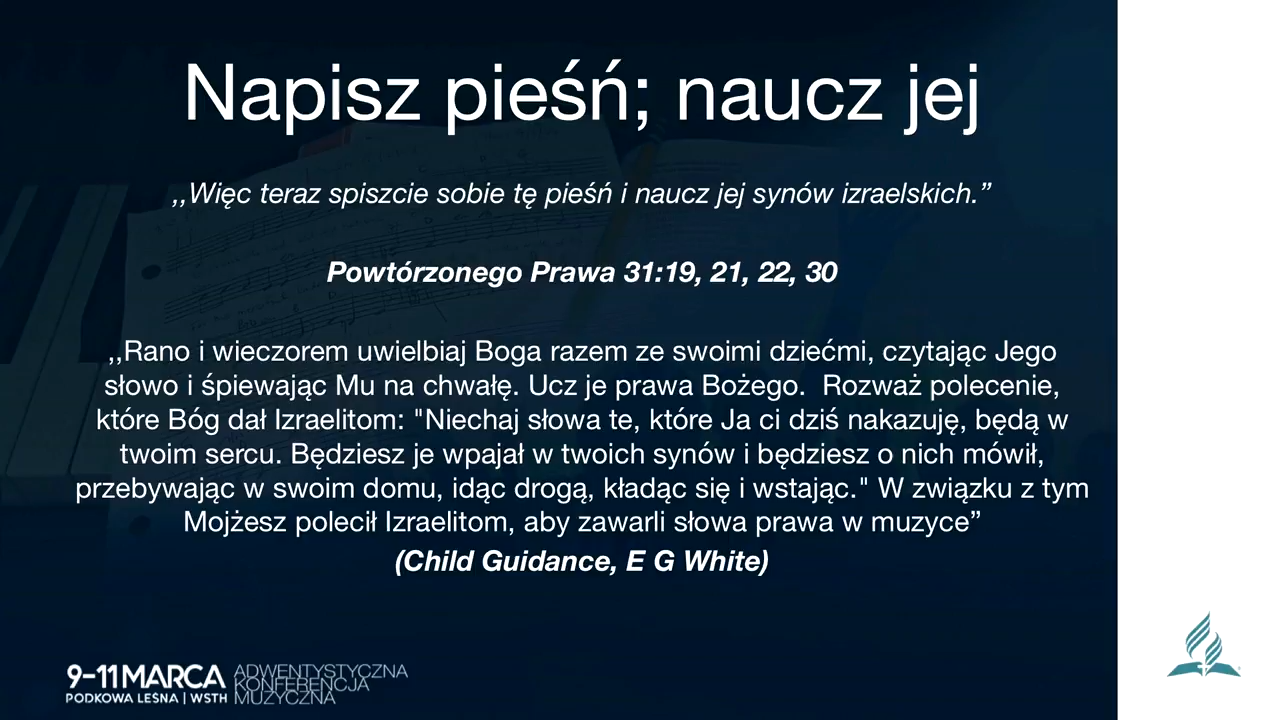 Napisz pieśń; naucz jej
,,Więc teraz spiszcie sobie tę pieśń i naucz jej synów izraelskich.”
Powtórzonego Prawa 31:19, 21, 22, 30
,,Rano i wieczorem uwielbiaj Boga razem ze swoimi dziećmi, czytając Jego
słowo i śpiewając Mu na chwałę. Ucz je prawa Bożego.  Rozważ polecenie,
które Bóg dał Izraelitom: "Niechaj słowa te, które Ja ci dziś nakazuję, będą w
twoim sercu. Będziesz je wpajał w twoich synów i będziesz o nich mówił,
przebywając w swoim domu, idąc drogą, kładąc się i wstając." W związku z tym
Mojżesz polecił Izraelitom, aby zawarli słowa prawa w muzyce”
(Child Guidance, E G White)
9-11 MARCA
PODKOWA LEŚNA | WSTH
ADWENTYSTYCZNA
KONFERENCJA
MUZYCZNA